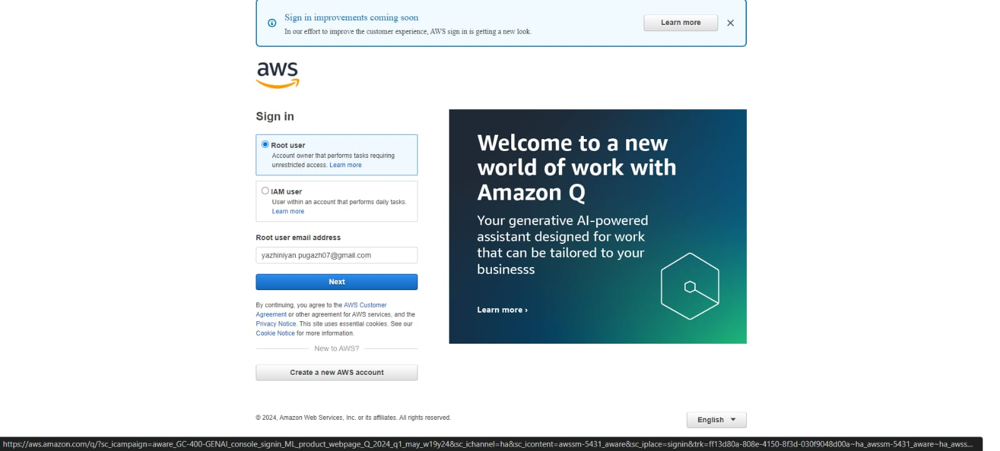 Sign in improvements coming soon
In our effort to improve the customer experience, AWS sign in is getting a new look.
Learn more
aws
Sign in
Root user
Account owner that performs tasks requiring
unrestricted access. Learn more
IAM user
User within an account that performs daily tasks.
Learn more
Root user email address
yazhiniyan.pugazh07@gmail.com
Next
By continuing, you agree to the AWS Customer
Agreement or other agreement for AWS services, and the
Privacy Notice. This site uses essential cookies. See our
Cookie Notice for more information.
New to AWS?
Create a new AWS account
Welcome to a new
world of work with
Amazon Q
Your generative AI-powered
assistant designed for work
that can be tailored to your
businesss
Learn more ›
© 2024, Amazon Web Services, Inc. or its affiliates. All rights reserved.
English
https://aws.amazon.com/q/?sc_icampaign=aware_GC-400-GENAI_console_signin_ML_product_webpage_Q_2024_q1_may_w19y24&sc_ichannel=ha&sc_icontent=awssm-5431_aware&sc_iplace=signin&trk=ff13d80a-808e-4150-8f3d-030f9048d00a~ha_awssm-5431_aware~ha_awss...